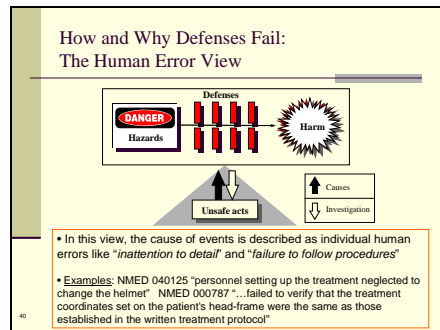 How and Why Defenses Fail:
The Human Error View
Defenses
DANGER
Hazards
Harm
Causes
Investigation
Unsafe acts
• In this view, the cause of events is described as individual human
errors like “inattention to detail” and “failure to follow procedures”
• Examples: NMED 040125 “personnel setting up the treatment neglected to
change the helmet” NMED 000787 “…failed to verify that the treatment
coordinates set on the patient’s head-frame were the same as those
established in the written treatment protocol”
40